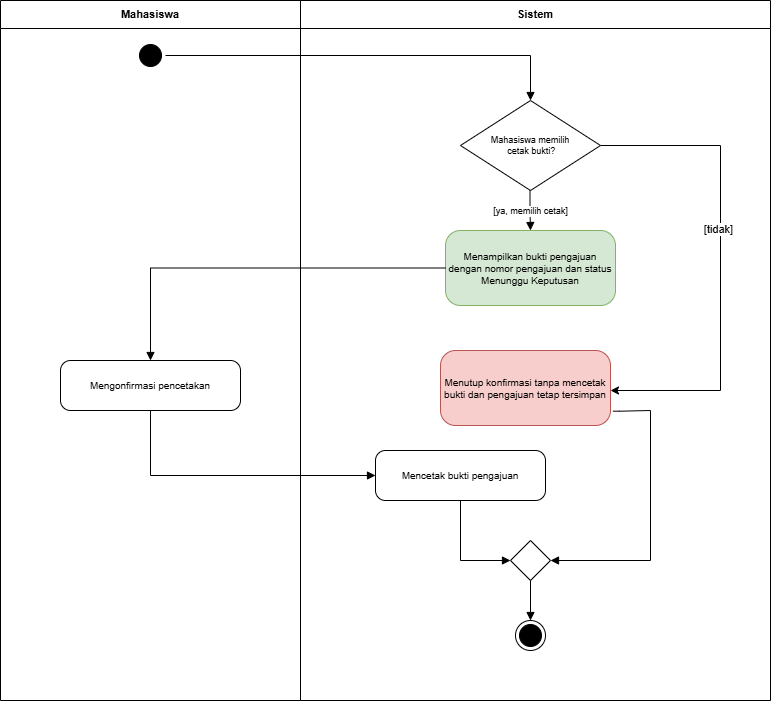 Mahasiswa
Sistem
Mahasiswa memilih
cetak bukti?
[ya, memilih cetak]
[tidak]
Menampilkan bukti pengajuan
dengan nomor pengajuan dan status
Menunggu Keputusan
Mengonfirmasi pencetakan
Menutup konfirmasi tanpa mencetak
bukti dan pengajuan tetap tersimpan
Mencetak bukti pengajuan